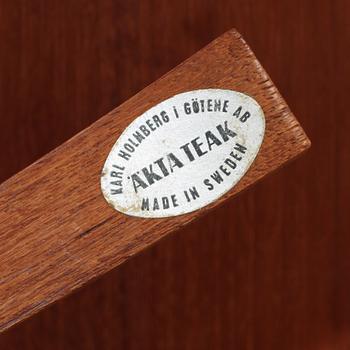 KARL HOLMBERG I GÖTENE AB
ÄKTA TEAK
MADE IN SWEDEN